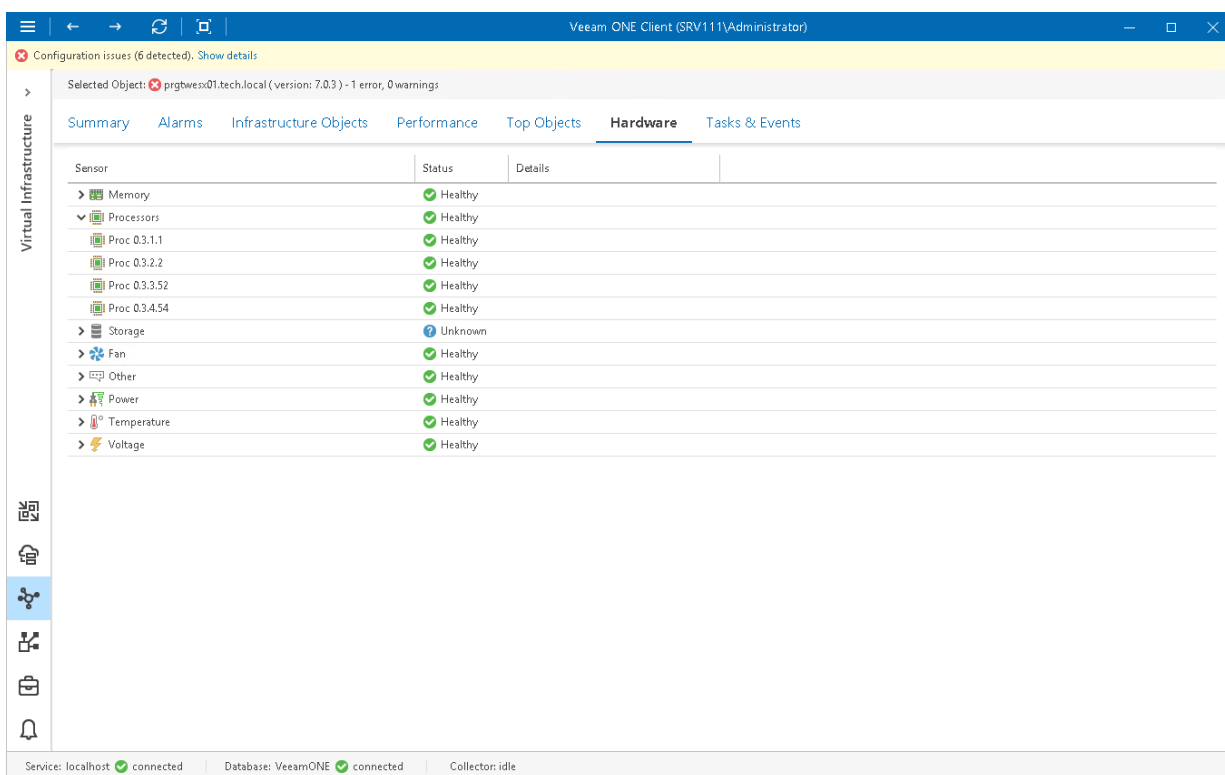 Veeam ONE Client (SRV111\Administrator)
Configuration issues (6 detected). Show details
Selected Object: prgtwesx01.tech.local ( version: 7.0.3 ) - 1 error, 0 warnings
Virtual Infrastructure
Summary Alarms Infrastructure Objects Performance Top Objects Hardware Tasks & Events
Sensor Status Details
Memory Healthy
Processors Healthy
Proc 0.3.1.1 Healthy
Proc 0.3.2.2 Healthy
Proc 0.3.3.52 Healthy
Proc 0.3.4.54 Healthy
Storage Unknown
Fan Healthy
Other Healthy
Power Healthy
Temperature Healthy
Voltage Healthy
Service: localhost connected Database: VeeamONE connected Collector: idle